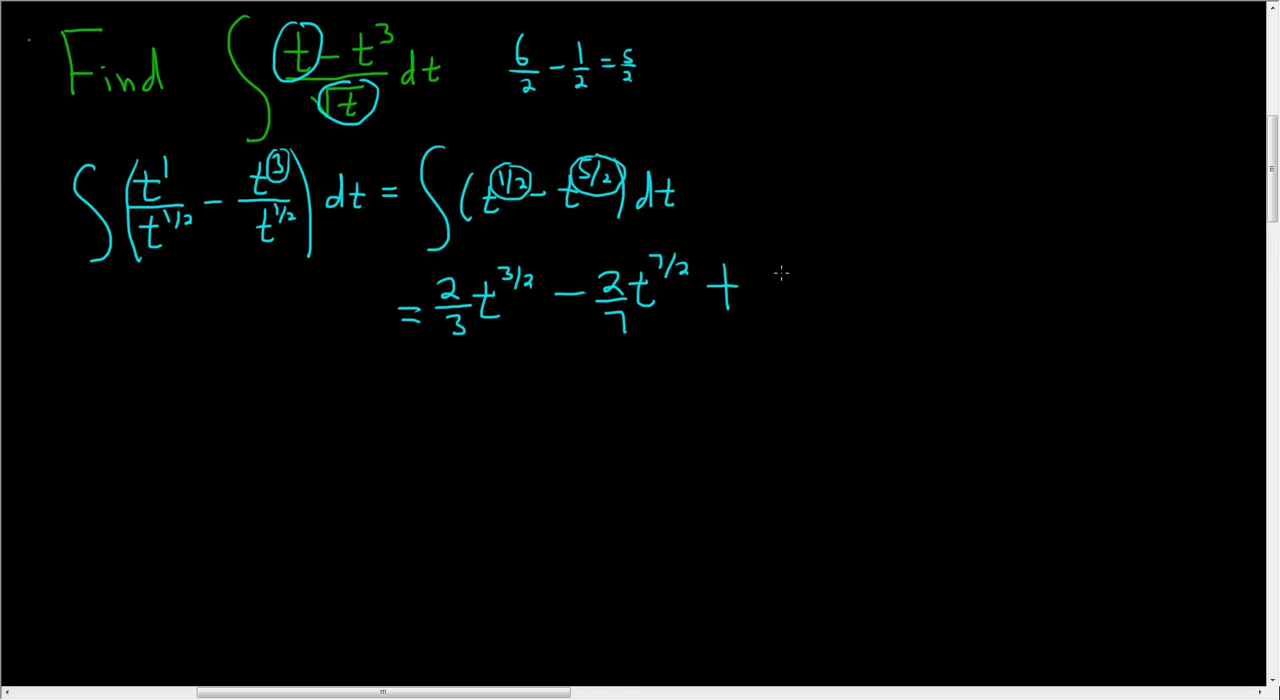 Find ∫ (t - t³)/√t dt    6/2 - 1/2 = 5/2
∫ (t¹/t^(1/2) - t³/t^(1/2)) dt = ∫ (t^(1/2) - t^(5/2)) dt
= 2/3 t^(3/2) - 2/7 t^(7/2) +